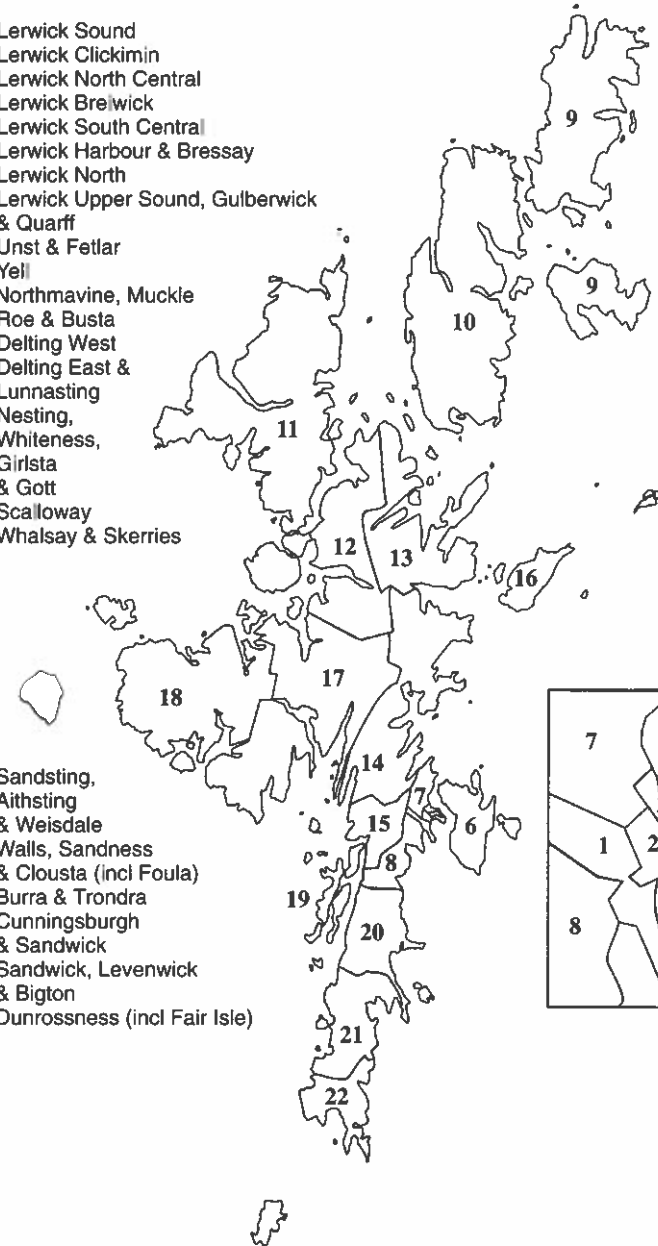 Lerwick Sound
Lerwick Clickimin
Lerwick North Central
Lerwick Breiwick
Lerwick South Central
Lerwick Harbour & Bressay
Lerwick North
Lerwick Upper Sound, Gulberwick
& Quarff
Unst & Fetlar
Yell
Northmavine, Muckle
Roe & Busta
Delting West
Delting East &
Lunnasting
Nesting,
Whiteness,
Girlsta
& Gott
Scalloway
Whalsay & Skerries
Sandsting,
Aithsting
& Weisdale
Walls, Sandness
& Clousta (incl Foula)
Burra & Trondra
Cunningsburgh
& Sandwick
Sandwick, Levenwick
& Bigton
Dunrossness (incl Fair Isle)
9
9
10
11
12
13
16
17
18
14
7
6
15
8
19
20
21
22
7
1
2
8